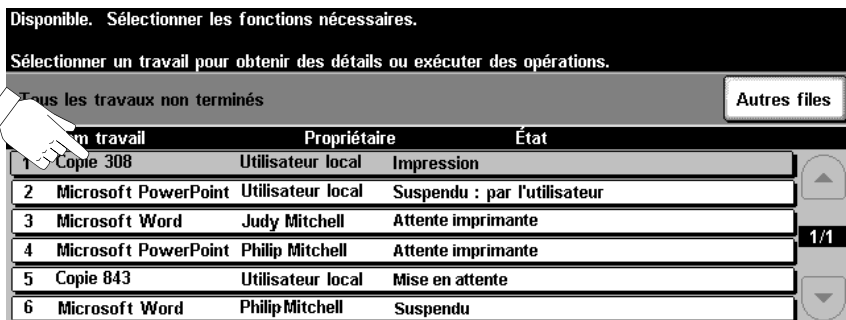 Disponible. Sélectionner les fonctions nécessaires.
Sélectionner un travail pour obtenir des détails ou exécuter des opérations.
les travaux non terminés
Autres files
travail Propriétaire État
1 Copie 308 Utilisateur local Impression
2 Microsoft PowerPoint Utilisateur local Suspendu : par l'utilisateur
3 Microsoft Word Judy Mitchell Attente imprimante
4 Microsoft PowerPoint Philip Mitchell Attente imprimante
1/1
5 Copie 843 Utilisateur local Mise en attente
6 Microsoft Word Philip Mitchell Suspendu